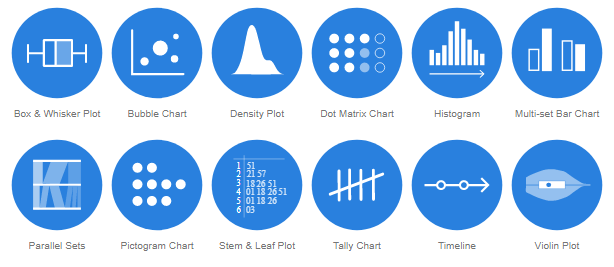 Box & Whisker Plot
Bubble Chart
Density Plot
Dot Matrix Chart
Histogram
Multi-set Bar Chart
1 51
2 21 57
3 18 26 51
4 01 18 26 51
5 01 18 26
6 03
Parallel Sets
Pictogram Chart
Stem & Leaf Plot
Tally Chart
Timeline
Violin Plot